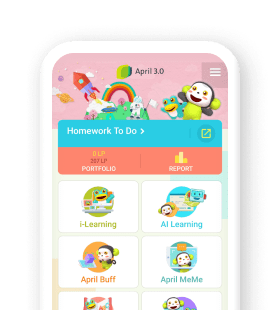 April 3.0
Homework To Do >
0 LP
257 LP
PORTFOLIO
REPORT
i-Learning
AI Learning
April Buff
April MeMe